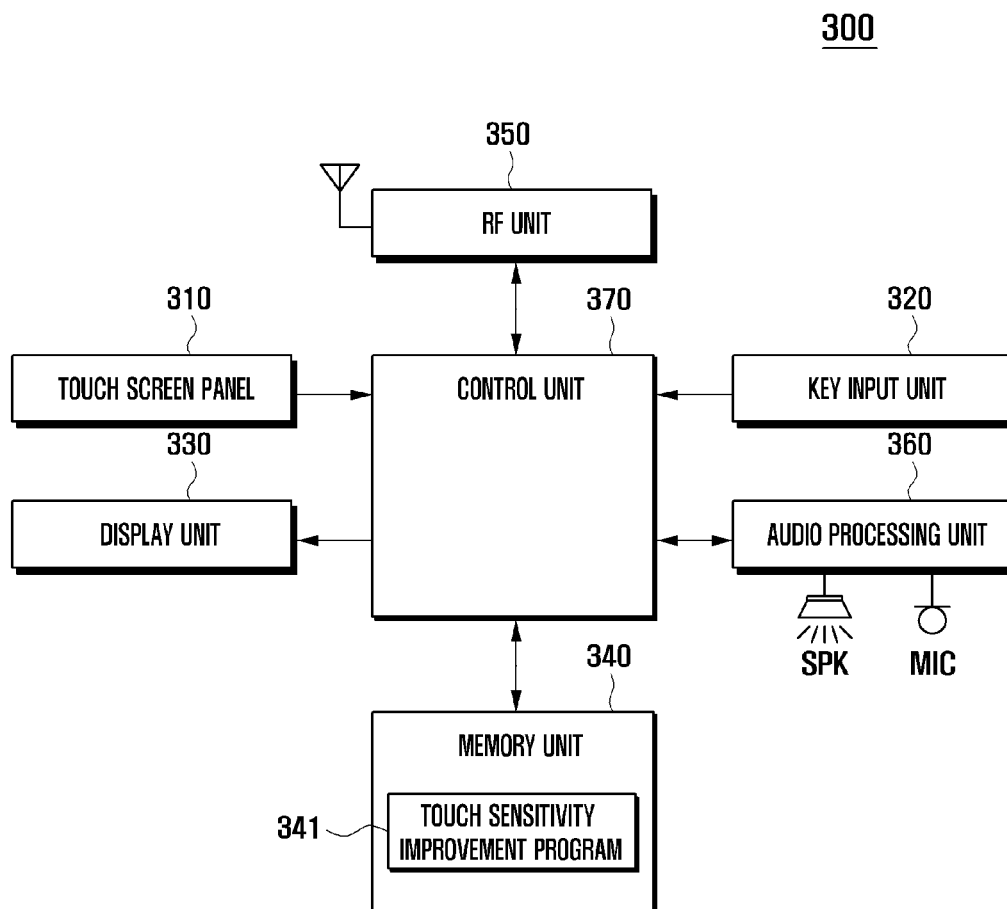 300
350
RF UNIT
310
370
320
TOUCH SCREEN PANEL
CONTROL UNIT
KEY INPUT UNIT
330
360
DISPLAY UNIT
AUDIO PROCESSING UNIT
SPK
MIC
340
MEMORY UNIT
341
TOUCH SENSITIVITY
IMPROVEMENT PROGRAM